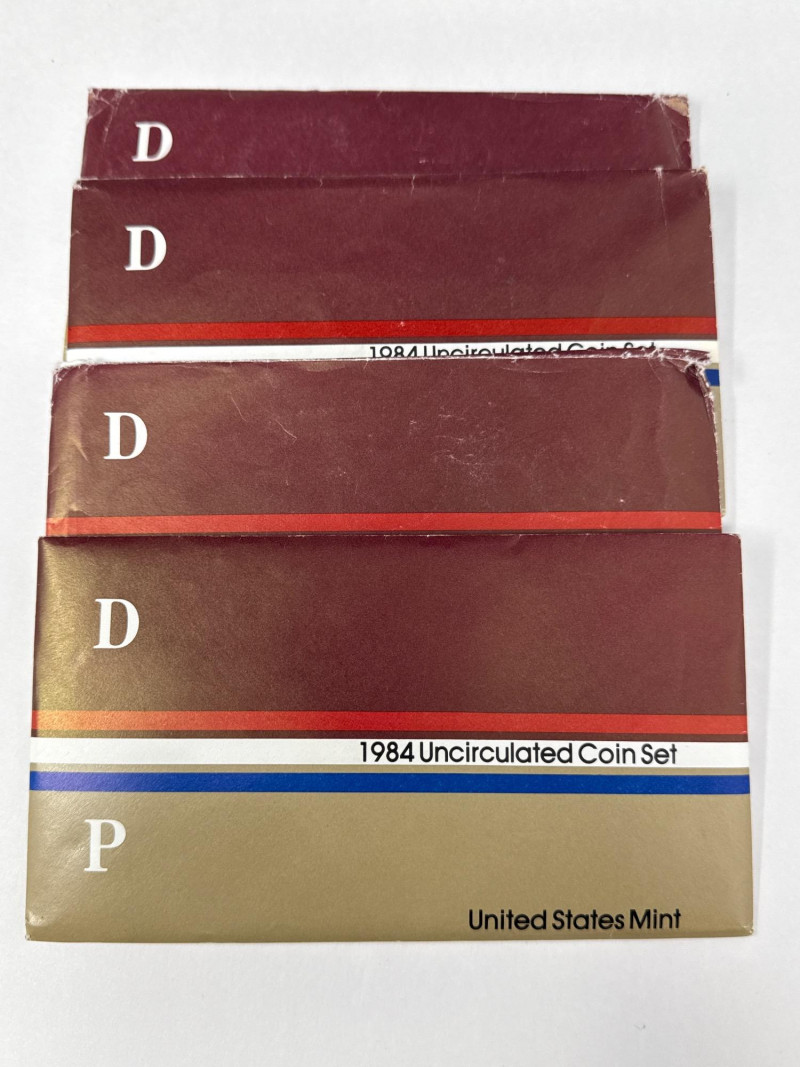 D
D
1984 Uncirculated Coin Set
D
D
1984 Uncirculated Coin Set
P
United States Mint